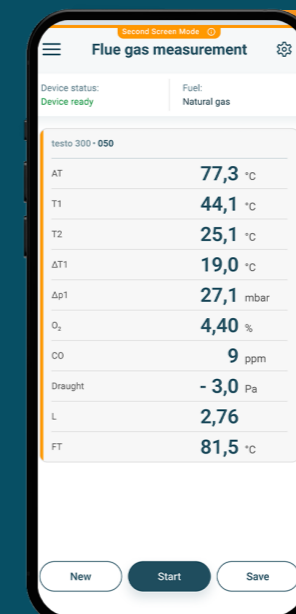 Second Screen Mode
Flue gas measurement
Device status:
Device ready
Fuel:
Natural gas
testo 300 • 050
AT 77,3 °C
T1 44,1 °C
T2 25,1 °C
ΔT1 19,0 °C
Δp1 27,1 mbar
O₂ 4,40 %
CO 9 ppm
Draught - 3,0 Pa
L 2,76
FT 81,5 °C
New Start Save